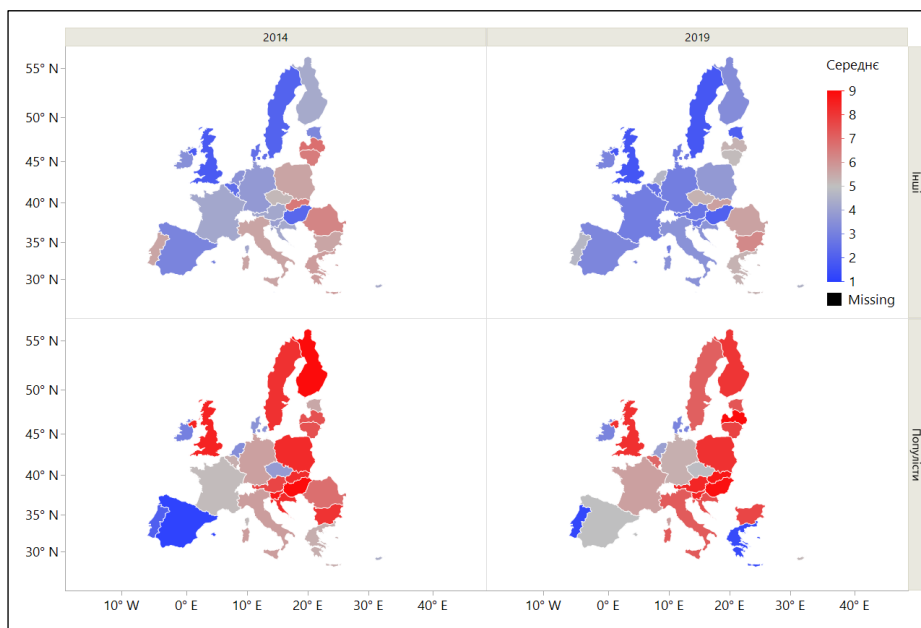 2014
2019
55° N
50° N
45° N
40° N
35° N
30° N
Інші
Середнє
9
8
7
6
5
4
3
2
1
Missing
55° N
50° N
45° N
40° N
35° N
30° N
Популісти
10° W
0° E
10° E
20° E
30° E
40° E
10° W
0° E
10° E
20° E
30° E
40° E